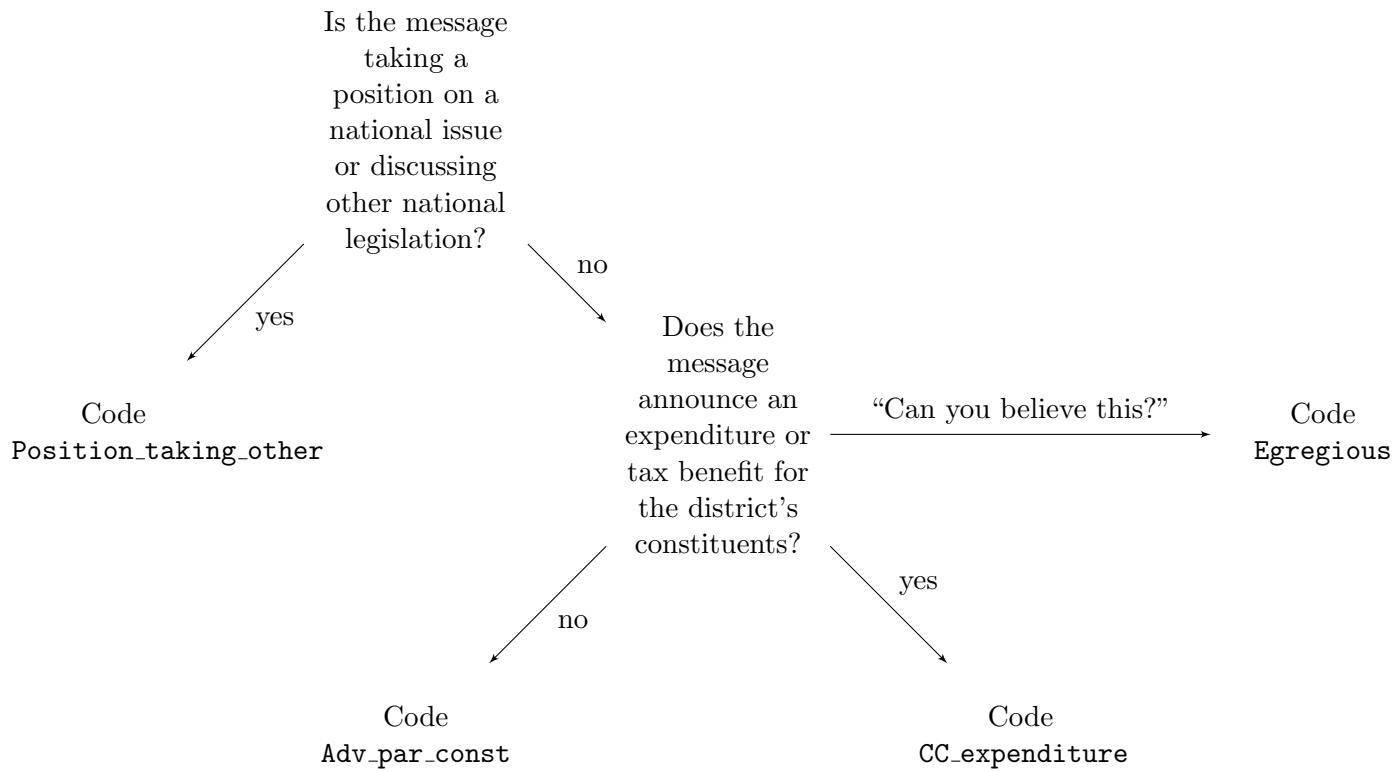 Is the message
taking a
position on a
national issue
or discussing
other national
legislation?
no
yes
Does the
message
announce an
expenditure or
tax benefit for
the district's
constituents?
“Can you believe this?”
Code
Position_taking_other
Code
Egregious
yes
no
Code
Adv_par_const
Code
CC_expenditure